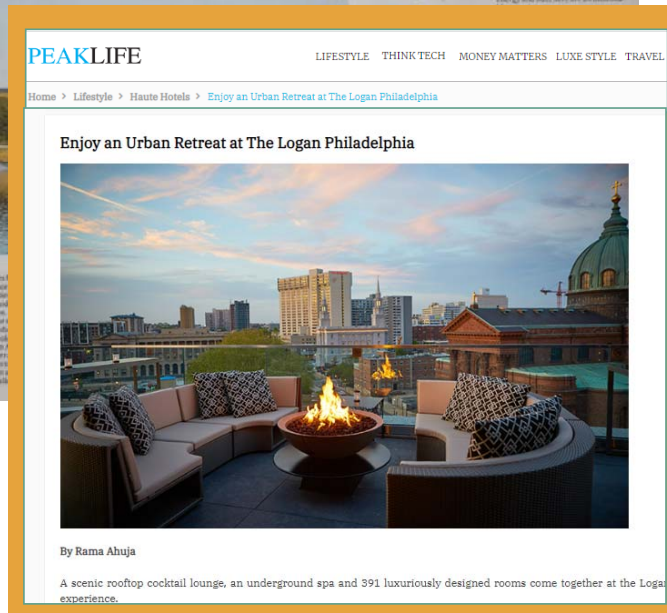 PEAKLIFE
LIFESTYLE THINK TECH MONEY MATTERS LUXE STYLE TRAVEL
Home > Lifestyle > Haute Hotels > Enjoy an Urban Retreat at The Logan Philadelphia
Enjoy an Urban Retreat at The Logan Philadelphia
By Rama Ahuja
A scenic rooftop cocktail lounge, an underground spa and 391 luxuriously designed rooms come together at the Logan
experience.